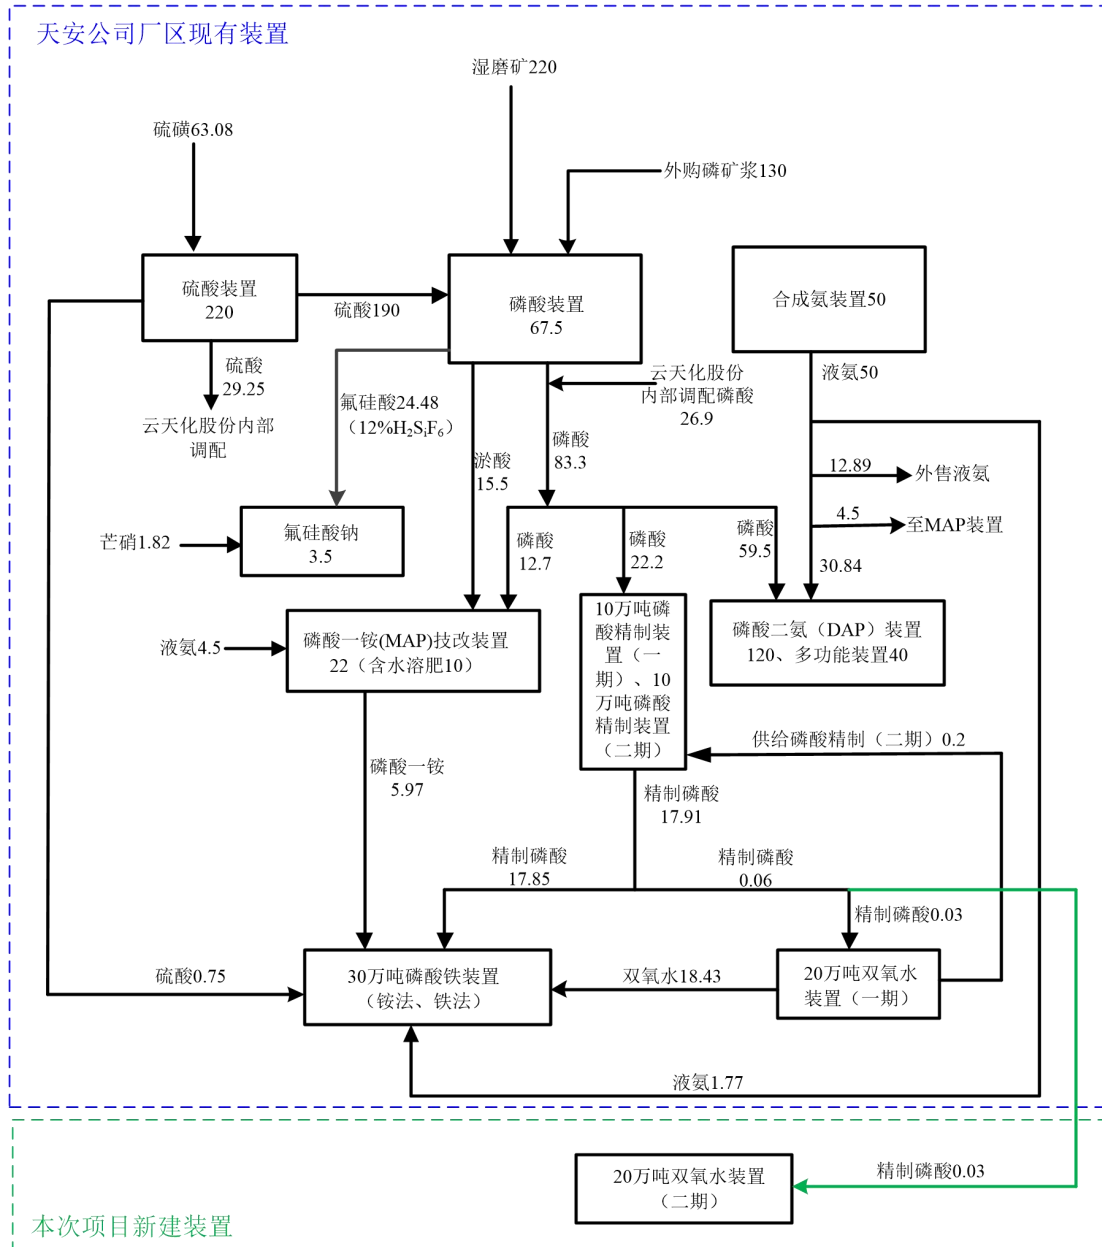 天安公司厂区现有装置
湿磨矿220
硫磺63.08
外购磷矿浆130
硫酸装置
220
硫酸190
磷酸装置
67.5
合成氨装置50
硫酸
29.25
云天化股份内部
调配
氟硅酸24.48
（12%H₂SᵢF₆）
云天化股份
内部调配磷酸
26.9
液氨50
淤酸
15.5
磷酸
83.3
12.89
外售液氨
4.5
至MAP装置
芒硝1.82
氟硅酸钠
3.5
磷酸
12.7
磷酸
22.2
磷酸
59.5
30.84
液氨4.5
磷酸一铵(MAP)技改装置
22（含水溶肥10）
10万吨磷
酸精制装
置（一
期）、10
万吨磷酸
精制装置
（二期）
磷酸二氨（DAP）装置
120、多功能装置40
供给磷酸精制（二期）0.2
磷酸一铵
5.97
精制磷酸
17.91
精制磷酸
17.85
精制磷酸
0.06
精制磷酸0.03
硫酸0.75
30万吨磷酸铁装置
（铵法、铁法）
双氧水18.43
20万吨双氧水
装置（一期）
液氨1.77
20万吨双氧水装置
（二期）
精制磷酸0.03
本次项目新建装置